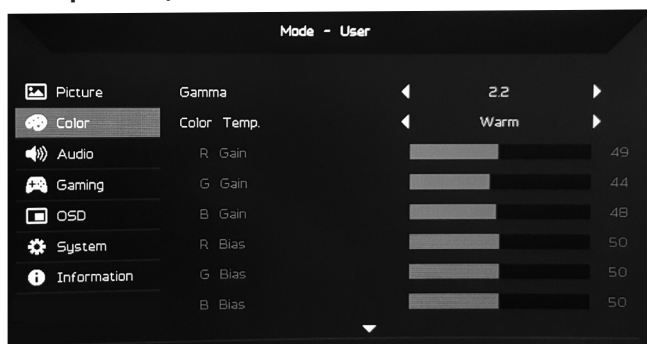 Mode - User
Picture
Color
Audio
Gaming
OSD
System
Information
Gamma 2.2
Color Temp. Warm
R Gain 49
G Gain 44
B Gain 48
R Bias 50
G Bias 50
B Bias 50